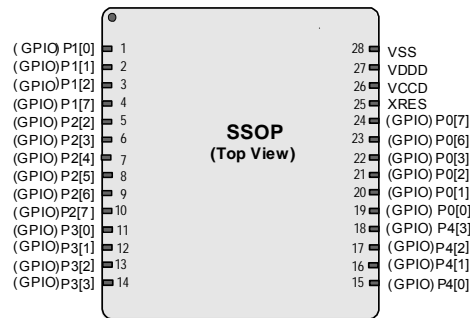 (GPIO) P1[0] 1
(GPIO) P1[1] 2
(GPIO) P1[2] 3
(GPIO) P1[7] 4
(GPIO) P2[2] 5
(GPIO) P2[3] 6
(GPIO) P2[4] 7
(GPIO) P2[5] 8
(GPIO) P2[6] 9
(GPIO) P2[7] 10
(GPIO) P3[0] 11
(GPIO) P3[1] 12
(GPIO) P3[2] 13
(GPIO) P3[3] 14
SSOP
(Top View)
28 VSS
27 VDDD
26 VCCD
25 XRES
24 (GPIO) P0[7]
23 (GPIO) P0[6]
22 (GPIO) P0[3]
21 (GPIO) P0[2]
20 (GPIO) P0[1]
19 (GPIO) P0[0]
18 (GPIO) P4[3]
17 (GPIO) P4[2]
16 (GPIO) P4[1]
15 (GPIO) P4[0]